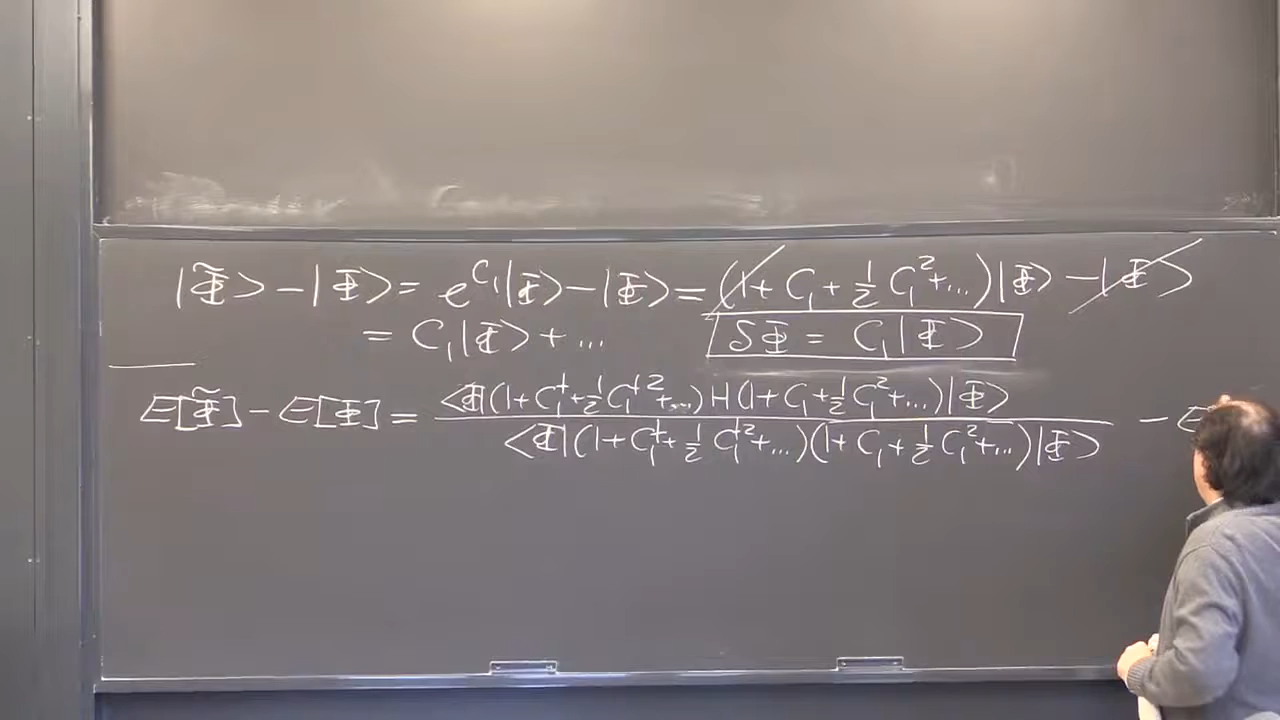 |Φ̃⟩ − |Φ⟩ = e^{C₁}|Φ⟩ − |Φ⟩ = (1 + C₁ + ½ C₁² + ...)|Φ⟩ − |Φ⟩
= C₁|Φ⟩ + ... δΦ = C₁|Φ⟩
E[Φ̃] − E[Φ] = ⟨Φ|(1 + C₁† + ½ C₁†² + ...) H (1 + C₁ + ½ C₁² + ...)|Φ⟩ − E
⟨Φ|(1 + C₁† + ½ C₁†² + ...)(1 + C₁ + ½ C₁² + ...)|Φ⟩